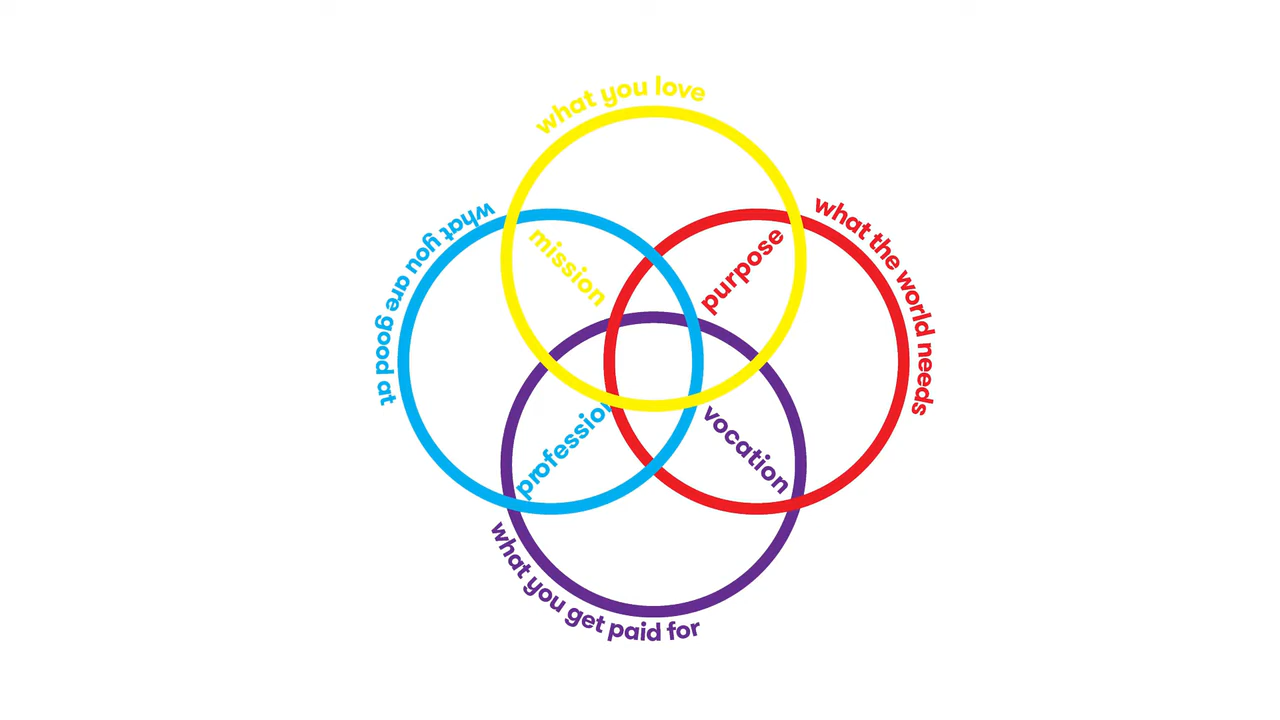 what you love
what you are good at
what the world needs
mission
purpose
profession
vocation
what you get paid for